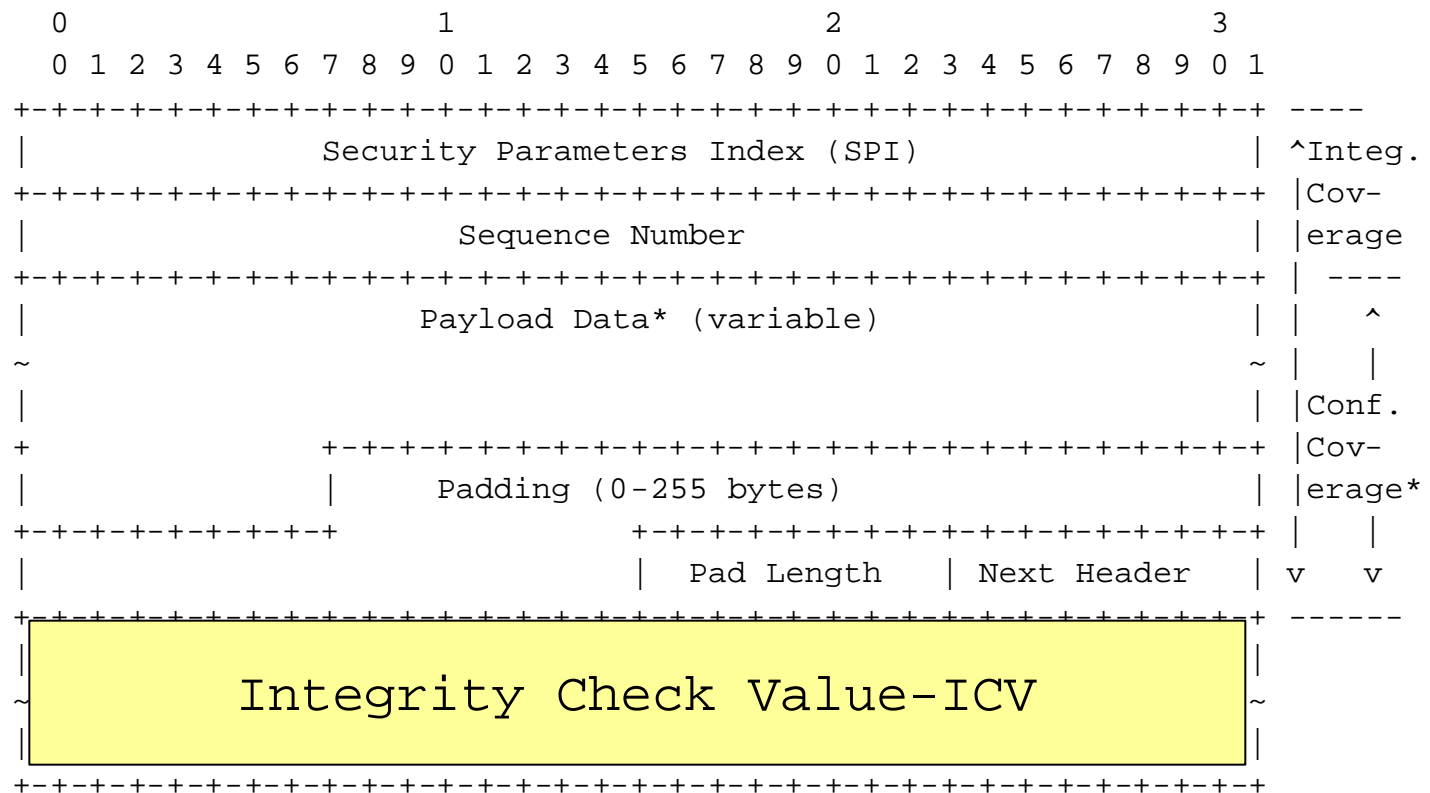 0                   1                   2                   3
0 1 2 3 4 5 6 7 8 9 0 1 2 3 4 5 6 7 8 9 0 1 2 3 4 5 6 7 8 9 0 1
+-+-+-+-+-+-+-+-+-+-+-+-+-+-+-+-+-+-+-+-+-+-+-+-+-+-+-+-+-+-+-+-+ ----
|               Security Parameters Index (SPI)                 | ^Integ.
+-+-+-+-+-+-+-+-+-+-+-+-+-+-+-+-+-+-+-+-+-+-+-+-+-+-+-+-+-+-+-+-+ |Cov-
|                      Sequence Number                          | |erage
+-+-+-+-+-+-+-+-+-+-+-+-+-+-+-+-+-+-+-+-+-+-+-+-+-+-+-+-+-+-+-+-+ | ----
|                    Payload Data* (variable)                   | |   ^
~                                                               ~ |   |
|                                                               | |Conf.
+               +-+-+-+-+-+-+-+-+-+-+-+-+-+-+-+-+-+-+-+-+-+-+-+-+ |Cov-
|               |     Padding (0-255 bytes)                     | |erage*
+-+-+-+-+-+-+-+-+               +-+-+-+-+-+-+-+-+-+-+-+-+-+-+-+-+ |   |
|                               |  Pad Length   | Next Header   | v   v
+-+-+-+-+-+-+-+-+-+-+-+-+-+-+-+-+-+-+-+-+-+-+-+-+-+-+-+-+-+-+-+-+ ------
|                                                               |
~           Integrity Check Value-ICV                           ~
|                                                               |
+-+-+-+-+-+-+-+-+-+-+-+-+-+-+-+-+-+-+-+-+-+-+-+-+-+-+-+-+-+-+-+-+